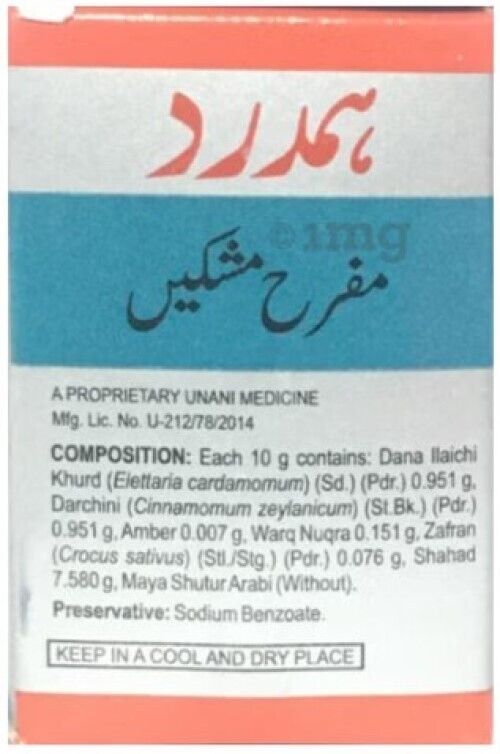 ہمدرد
©1mg
مفرح مشکیں
A PROPRIETARY UNANI MEDICINE
Mfg. Lic. No. U-212/78/2014
COMPOSITION: Each 10 g contains: Dana Ilaichi
Khurd (Elettaria cardamomum) (Sd.) (Pdr.) 0.951 g,
Darchini (Cinnamomum zeylanicum) (St.Bk.) (Pdr.)
0.951 g, Amber 0.007 g, Warq Nuqra 0.151 g, Zafran
(Crocus sativus) (Stl./Stg.) (Pdr.) 0.076 g, Shahad
7.580 g, Maya Shutur Arabi (Without).
Preservative: Sodium Benzoate.
KEEP IN A COOL AND DRY PLACE